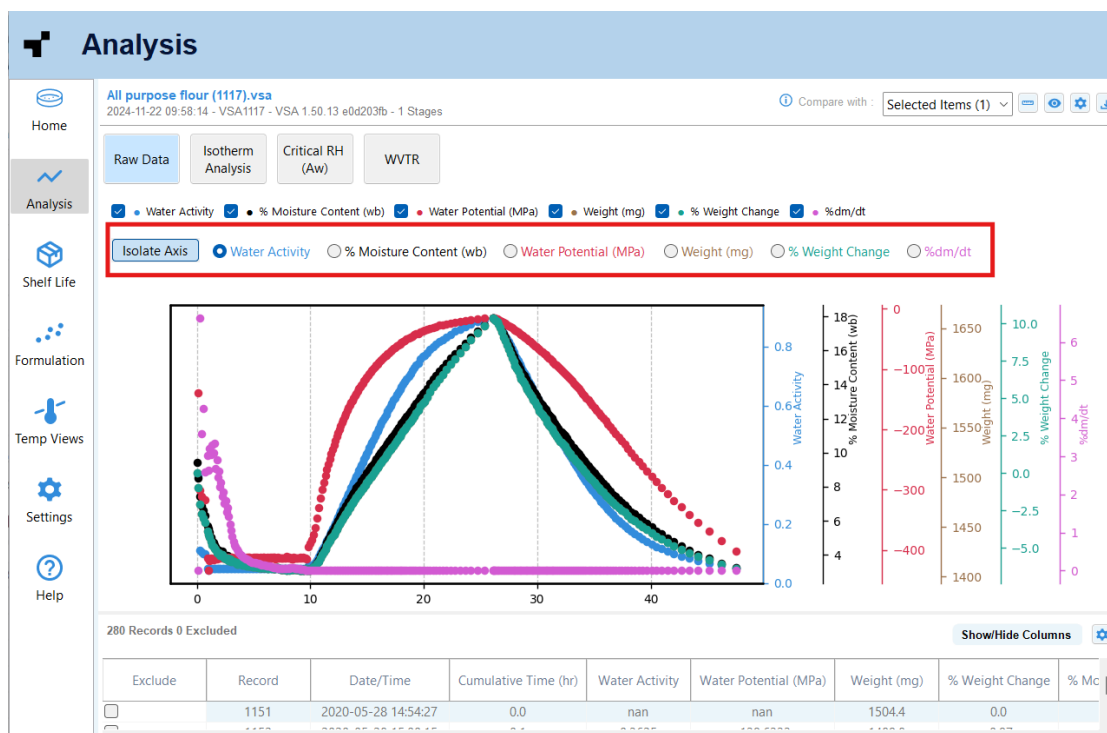 Analysis
Home
Analysis
Shelf Life
Formulation
Temp Views
Settings
Help
All purpose flour (1117).vsa
2024-11-22 09:58:14 - VSA1117 - VSA 1.50.13 e0d203fb - 1 Stages
Compare with : Selected Items (1)
Raw Data
Isotherm
Analysis
Critical RH
(Aw)
WVTR
Water Activity % Moisture Content (wb) Water Potential (MPa) Weight (mg) % Weight Change %dm/dt
Isolate Axis Water Activity % Moisture Content (wb) Water Potential (MPa) Weight (mg) % Weight Change %dm/dt
0.8
0.6
0.4
0.2
0.0
Water Activity
18
16
14
12
10
8
6
4
% Moisture Content (wb)
0
−100
−200
−300
−400
Water Potential (MPa)
1650
1600
1550
1500
1450
1400
Weight (mg)
10.0
7.5
5.0
2.5
0.0
−2.5
−5.0
% Weight Change
6
5
4
3
2
1
0
%dm/dt
0 10 20 30 40
280 Records 0 Excluded
Show/Hide Columns
Exclude Record Date/Time Cumulative Time (hr) Water Activity Water Potential (MPa) Weight (mg) % Weight Change % Mc
1151 2020-05-28 14:54:27 0.0 nan nan 1504.4 0.0